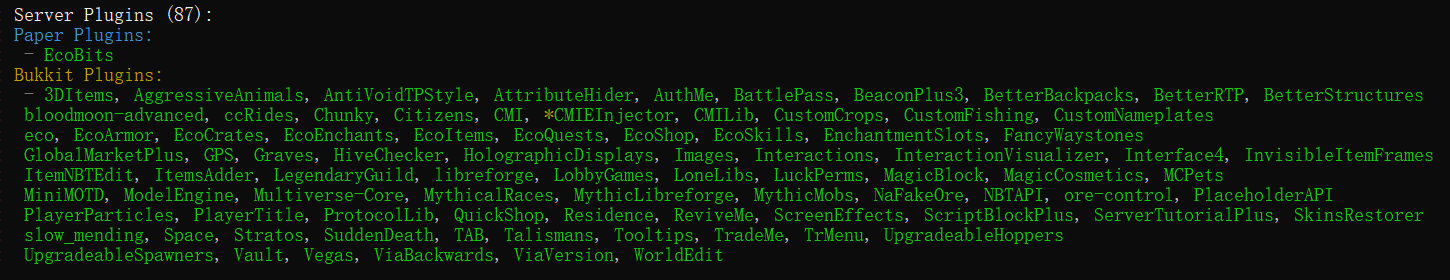 Server Plugins (87):
Paper Plugins:
- EcoBits
Bukkit Plugins:
- 3DItems, AggressiveAnimals, AntiVoidTPStyle, AttributeHider, AuthMe, BattlePass, BeaconPlus3, BetterBackpacks, BetterRTP, BetterStructures
bloodmoon-advanced, ccRides, Chunky, Citizens, CMI, *CMIEInjector, CMILib, CustomCrops, CustomFishing, CustomNameplates
eco, EcoArmor, EcoCrates, EcoEnchants, EcoItems, EcoQuests, EcoShop, EcoSkills, EnchantmentSlots, FancyWaystones
GlobalMarketPlus, GPS, Graves, HiveChecker, HolographicDisplays, Images, Interactions, InteractionVisualizer, Interface4, InvisibleItemFrames
ItemNBTEdit, ItemsAdder, LegendaryGuild, libreforge, LobbyGames, LoneLibs, LuckPerms, MagicBlock, MagicCosmetics, MCPets
MiniMOTD, ModelEngine, Multiverse-Core, MythicalRaces, MythicLibreforge, MythicMobs, NaFakeOre, NBTAPI, ore-control, PlaceholderAPI
PlayerParticles, PlayerTitle, ProtocolLib, QuickShop, Residence, ReviveMe, ScreenEffects, ScriptBlockPlus, ServerTutorialPlus, SkinsRestorer
slow_mending, Space, Stratos, SuddenDeath, TAB, Talismans, Tooltips, TradeMe, TrMenu, UpgradeableHoppers
UpgradeableSpawners, Vault, Vegas, ViaBackwards, ViaVersion, WorldEdit